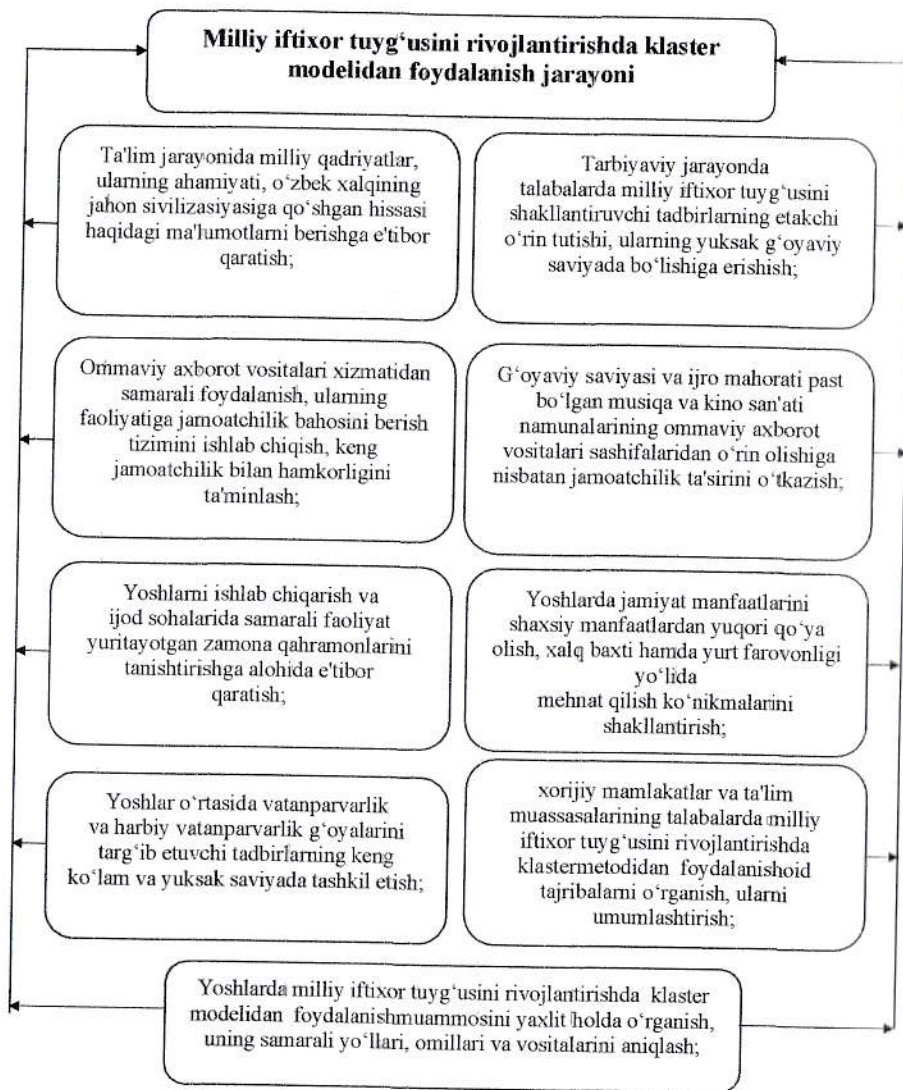 Milliy iftixor tuyg‘usini rivojlantirishda klaster
modelidan foydalanish jarayoni
Ta'lim jarayonida milliy qadriyatlar,
ularning ahamiyati, o‘zbek xalqining
jahon sivilizasiyasiga qo‘shgan hissasi
haqidagi ma'lumotlarni berishga e'tibor
qaratish;
Tarbiyaviy jarayonda
talabalarda milliy iftixor tuyg‘usini
shakllantiruvchi tadbirlarning etakchi
o‘rin tutishi, ularning yuksak g‘oyaviy
saviyada bo‘lishiga erishish;
Ommaviy axborot vositalari xizmatidan
samarali foydalanish, ularning
faoliyatiga jamoatchilik bahosini berish
tizimini ishlab chiqish, keng
jamoatchilik bilan hamkorligini
ta'minlash;
G‘oyaviy saviyasi va ijro mahorati past
bo‘lgan musiqa va kino san'ati
namunalarining ommaviy axborot
vositalari sashifalaridan o‘rin olishiga
nisbatan jamoatchilik ta'sirini o‘tkazish;
Yoshlarni ishlab chiqarish va
ijod sohalarida samarali faoliyat
yuritayotgan zamona qahramonlarini
tanishtirishga alohida e'tibor
qaratish;
Yoshlarda jamiyat manfaatlarini
shaxsiy manfaatlardan yuqori qo‘ya
olish, xalq baxti hamda yurt farovonligi
yo‘lida
mehnat qilish ko‘nikmalarini
shakllantirish;
Yoshlar o‘rtasida vatanparvarlik
va harbiy vatanparvarlik g‘oyalarini
targ‘ib etuvchi tadbirlarning keng
ko‘lam va yuksak saviyada tashkil etish;
xorijiy mamlakatlar va ta'lim
muassasalarining talabalarda milliy
iftixor tuyg‘usini rivojlantirishda
klastermetodidan foydalanishoid
tajribalarni o‘rganish, ularni
umumlashtirish;
Yoshlarda milliy iftixor tuyg‘usini rivojlantirishda klaster
modelidan foydalanishmuammosini yaxlit holda o‘rganish,
uning samarali yo‘llari, omillari va vositalarini aniqlash;